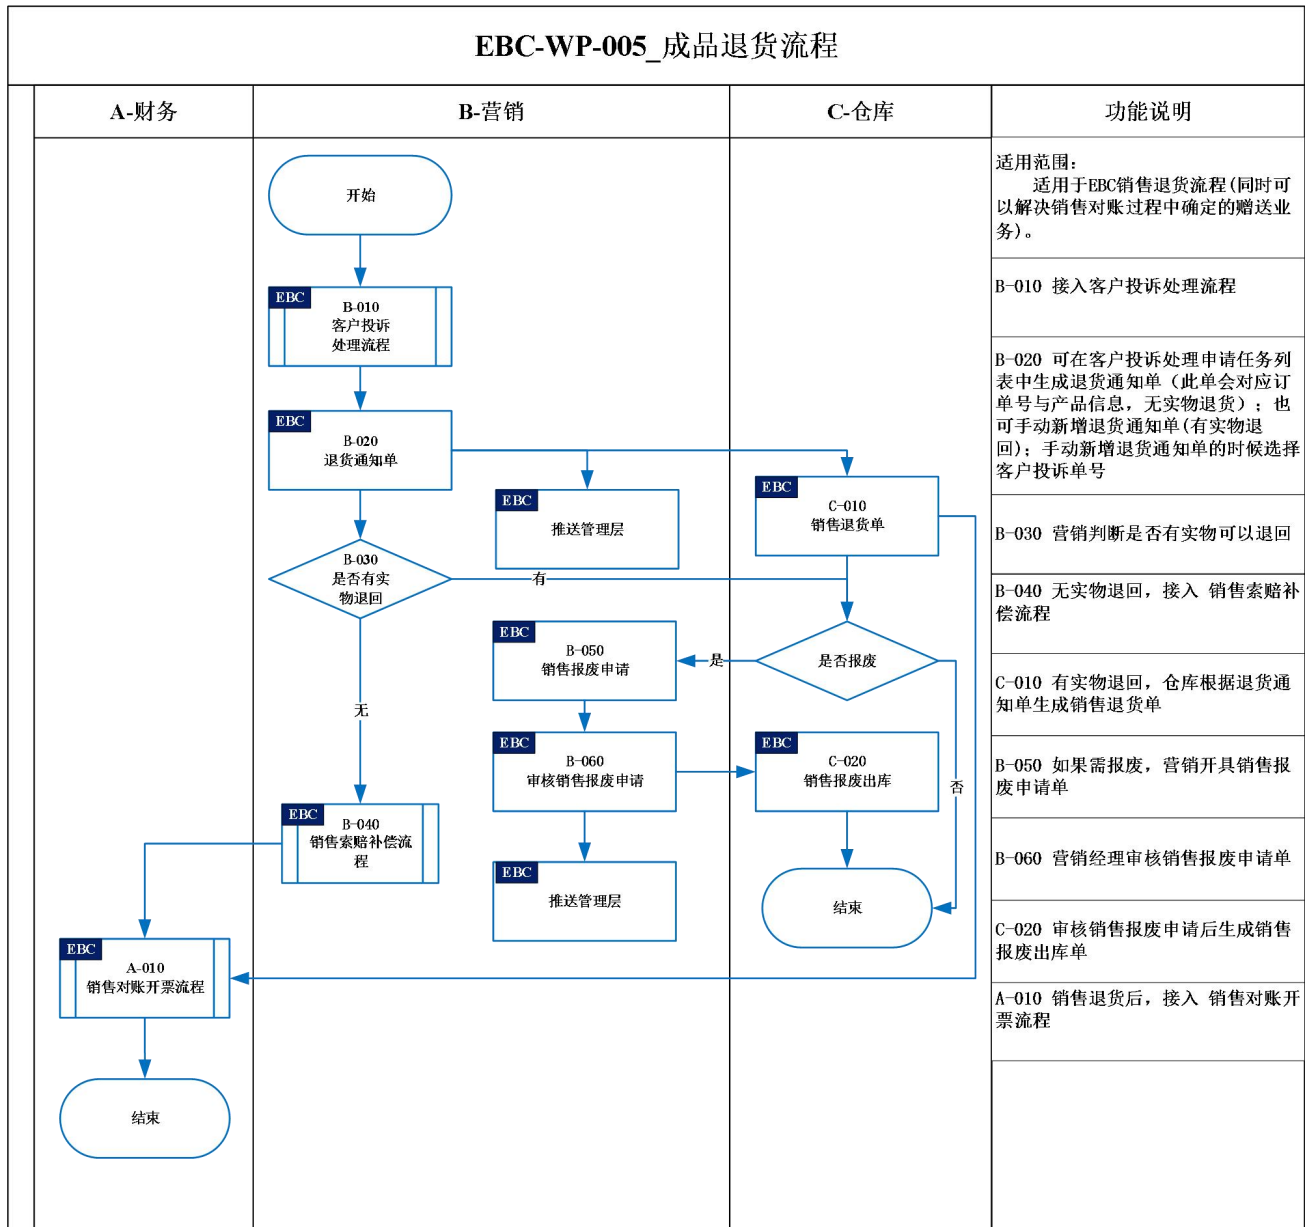 EBC-WP-005_成品退货流程
A-财务
B-营销
C-仓库
功能说明
开始
EBC
B-010
客户投诉
处理流程
EBC
B-020
退货通知单
EBC
推送管理层
EBC
C-010
销售退货单
B-030
是否有实
物退回
有
无
是否报废
是
否
EBC
B-050
销售报废申请
EBC
B-060
审核销售报废申请
EBC
C-020
销售报废出库
EBC
B-040
销售索赔补偿流
程
EBC
推送管理层
结束
EBC
A-010
销售对账开票流程
结束
适用范围：
适用于EBC销售退货流程(同时可
以解决销售对账过程中确定的赠送业
务)。
B-010 接入客户投诉处理流程
B-020 可在客户投诉处理申请任务列
表中生成退货通知单（此单会对应订
单号与产品信息，无实物退货）；也
可手动新增退货通知单(有实物退
回)；手动新增退货通知单的时候选择
客户投诉单号
B-030 营销判断是否有实物可以退回
B-040 无实物退回，接入 销售索赔补
偿流程
C-010 有实物退回，仓库根据退货通
知单生成销售退货单
B-050 如果需报废，营销开具销售报
废申请单
B-060 营销经理审核销售报废申请单
C-020 审核销售报废申请后生成销售
报废出库单
A-010 销售退货后，接入 销售对账开
票流程